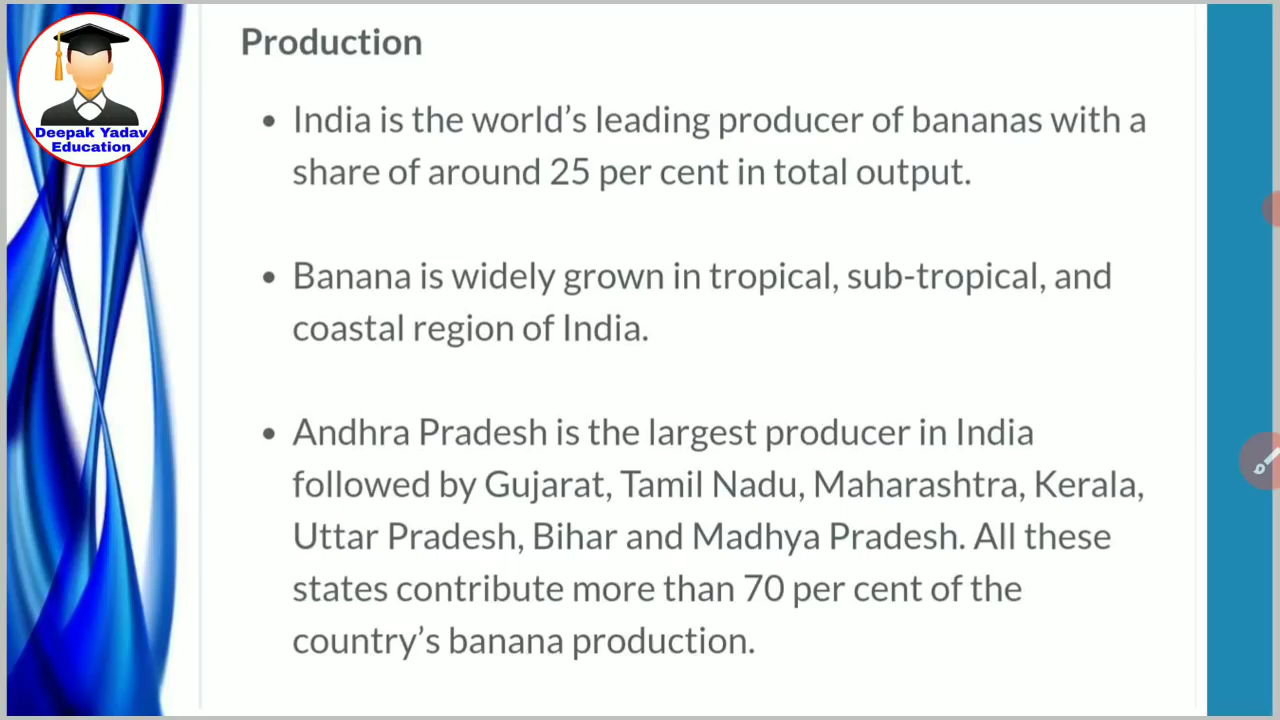 Production
Deepak Yadav
Education
• India is the world's leading producer of bananas with a
share of around 25 per cent in total output.
• Banana is widely grown in tropical, sub-tropical, and
coastal region of India.
• Andhra Pradesh is the largest producer in India
followed by Gujarat, Tamil Nadu, Maharashtra, Kerala,
Uttar Pradesh, Bihar and Madhya Pradesh. All these
states contribute more than 70 per cent of the
country's banana production.